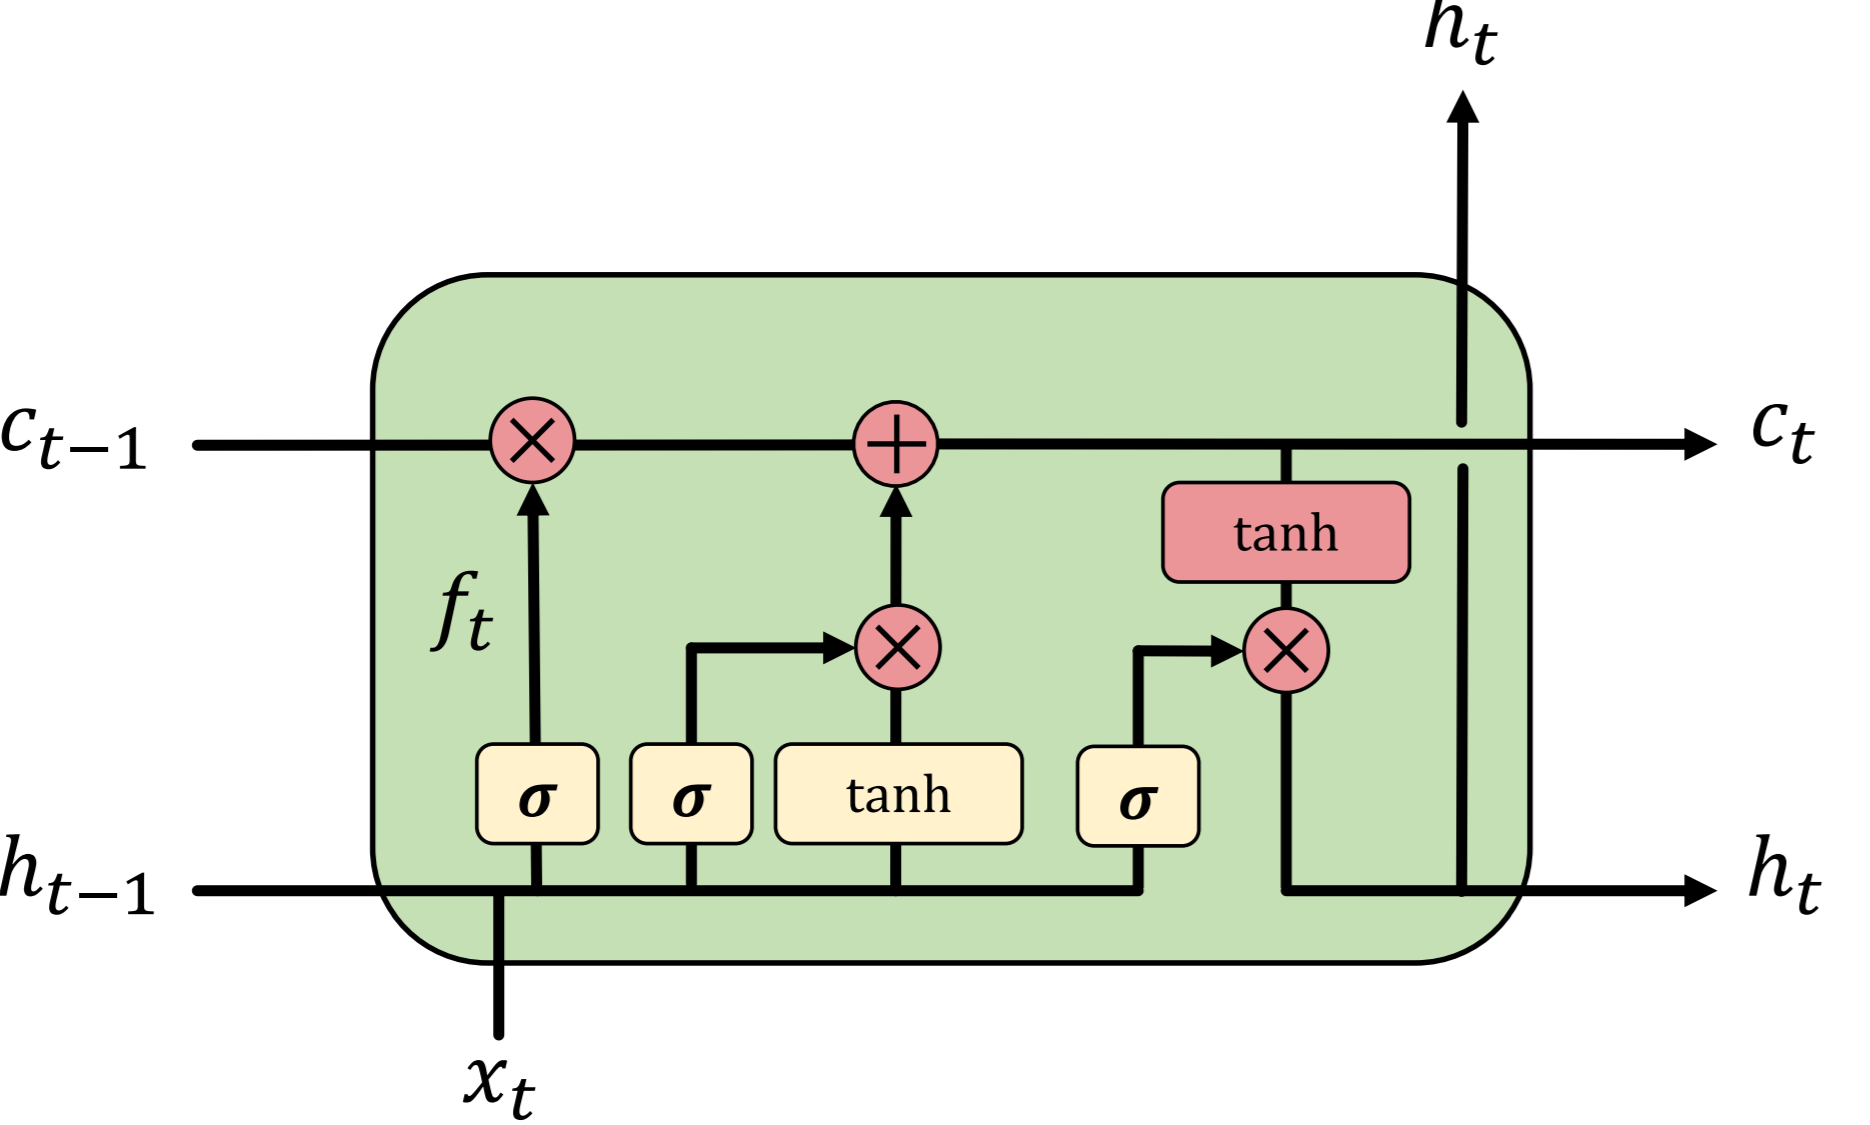 h_t
c_{t-1}
×
+
c_t
tanh
f_t
×
×
σ
σ
tanh
σ
h_{t-1}
h_t
x_t